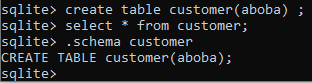 sqlite> create table customer(aboba) ;
sqlite> select * from customer;
sqlite> .schema customer
CREATE TABLE customer(aboba);
sqlite>